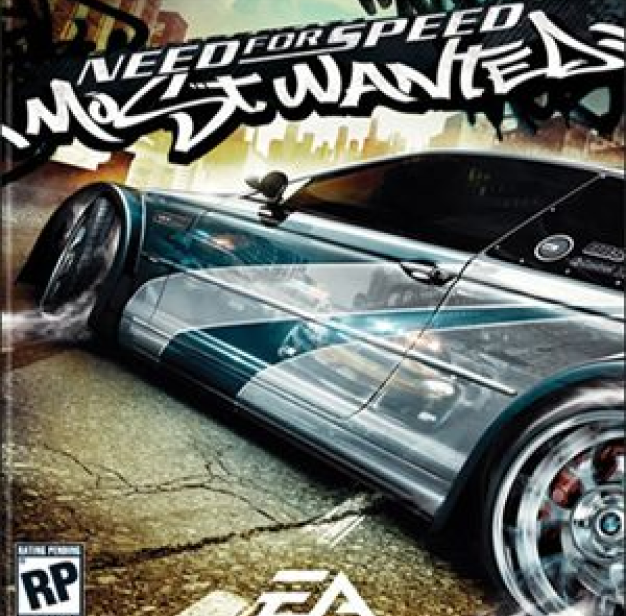 NEED FOR SPEED
MOST WANTED
RATING PENDING
RP
EA